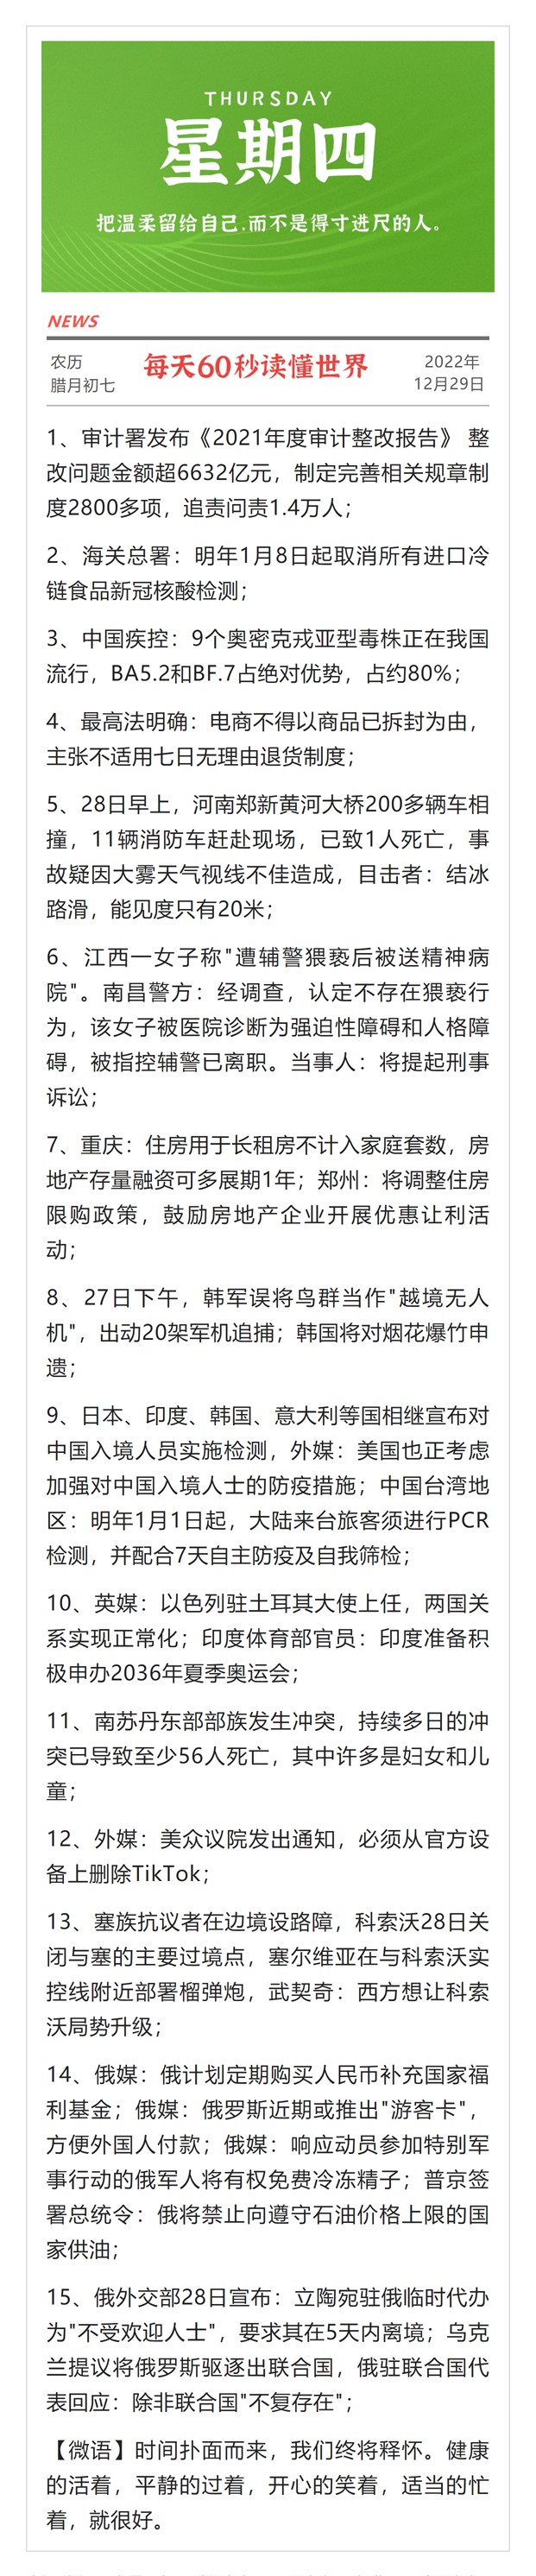 THURSDAY
星期四
把温柔留给自己,而不是得寸进尺的人。
NEWS
农历
腊月初七
每天60秒读懂世界
2022年
12月29日
1、审计署发布《2021年度审计整改报告》 整
改问题金额超6632亿元，制定完善相关规章制
度2800多项，追责问责1.4万人；
2、海关总署：明年1月8日起取消所有进口冷
链食品新冠核酸检测；
3、中国疾控：9个奥密克戎亚型毒株正在我国
流行，BA5.2和BF.7占绝对优势，占约80%；
4、最高法明确：电商不得以商品已拆封为由，
主张不适用七日无理由退货制度；
5、28日早上，河南郑新黄河大桥200多辆车相
撞，11辆消防车赶赴现场，已致1人死亡，事
故疑因大雾天气视线不佳造成，目击者：结冰
路滑，能见度只有20米；
6、江西一女子称"遭辅警猥亵后被送精神病
院"。南昌警方：经调查，认定不存在猥亵行
为，该女子被医院诊断为强迫性障碍和人格障
碍，被指控辅警已离职。当事人：将提起刑事
诉讼；
7、重庆：住房用于长租房不计入家庭套数，房
地产存量融资可多展期1年；郑州：将调整住房
限购政策，鼓励房地产企业开展优惠让利活
动；
8、27日下午，韩军误将鸟群当作"越境无人
机"，出动20架军机追捕；韩国将对烟花爆竹申
遗；
9、日本、印度、韩国、意大利等国相继宣布对
中国入境人员实施检测，外媒：美国也正考虑
加强对中国入境人士的防疫措施；中国台湾地
区：明年1月1日起，大陆来台旅客须进行PCR
检测，并配合7天自主防疫及自我筛检；
10、英媒：以色列驻土耳其大使上任，两国关
系实现正常化；印度体育部官员：印度准备积
极申办2036年夏季奥运会；
11、南苏丹东部部族发生冲突，持续多日的冲
突已导致至少56人死亡，其中许多是妇女和儿
童；
12、外媒：美众议院发出通知，必须从官方设
备上删除TikTok；
13、塞族抗议者在边境设路障，科索沃28日关
闭与塞的主要过境点，塞尔维亚在与科索沃实
控线附近部署榴弹炮，武契奇：西方想让科索
沃局势升级；
14、俄媒：俄计划定期购买人民币补充国家福
利基金；俄媒：俄罗斯近期或推出"游客卡"，
方便外国人付款；俄媒：响应动员参加特别军
事行动的俄军人将有权免费冷冻精子；普京签
署总统令：俄将禁止向遵守石油价格上限的国
家供油；
15、俄外交部28日宣布：立陶宛驻俄临时代办
为"不受欢迎人士"，要求其在5天内离境；乌克
兰提议将俄罗斯驱逐出联合国，俄驻联合国代
表回应：除非联合国"不复存在"；
【微语】时间扑面而来，我们终将释怀。健康
的活着，平静的过着，开心的笑着，适当的忙
着，就很好。